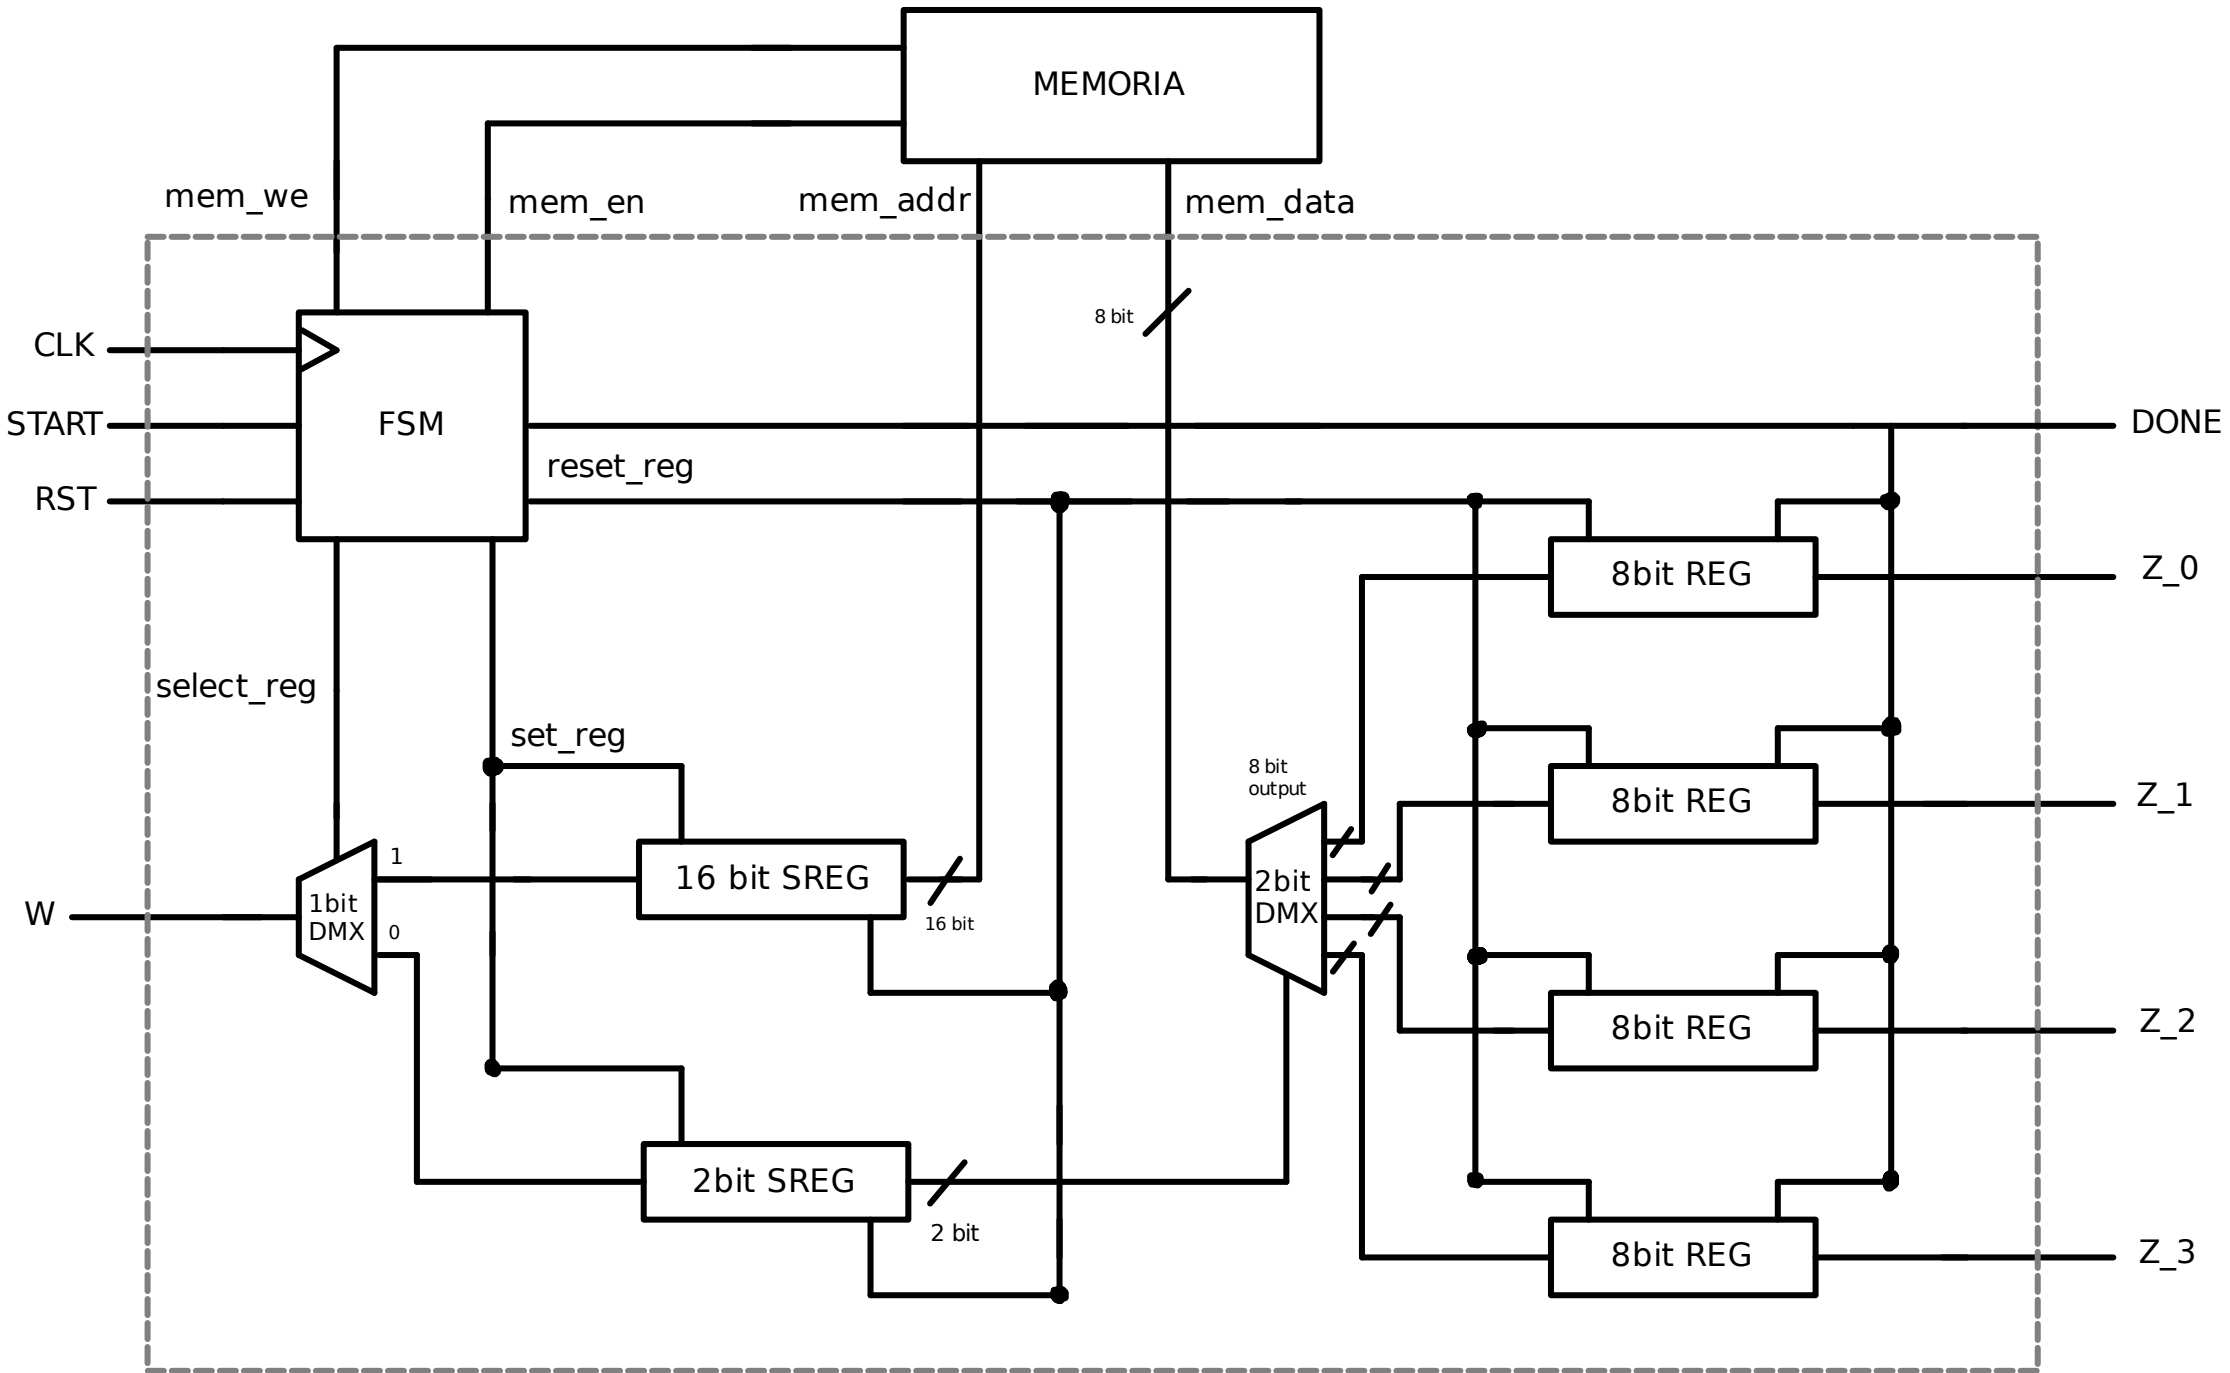 MEMORIA
mem_we
mem_en
mem_addr
mem_data
8 bit
CLK
START
FSM
DONE
reset_reg
RST
8bit REG
Z_0
select_reg
set_reg
8 bit
output
8bit REG
Z_1
1
16 bit SREG
2bit
DMX
1bit
DMX
W
0
16 bit
8bit REG
Z_2
2bit SREG
2 bit
8bit REG
Z_3